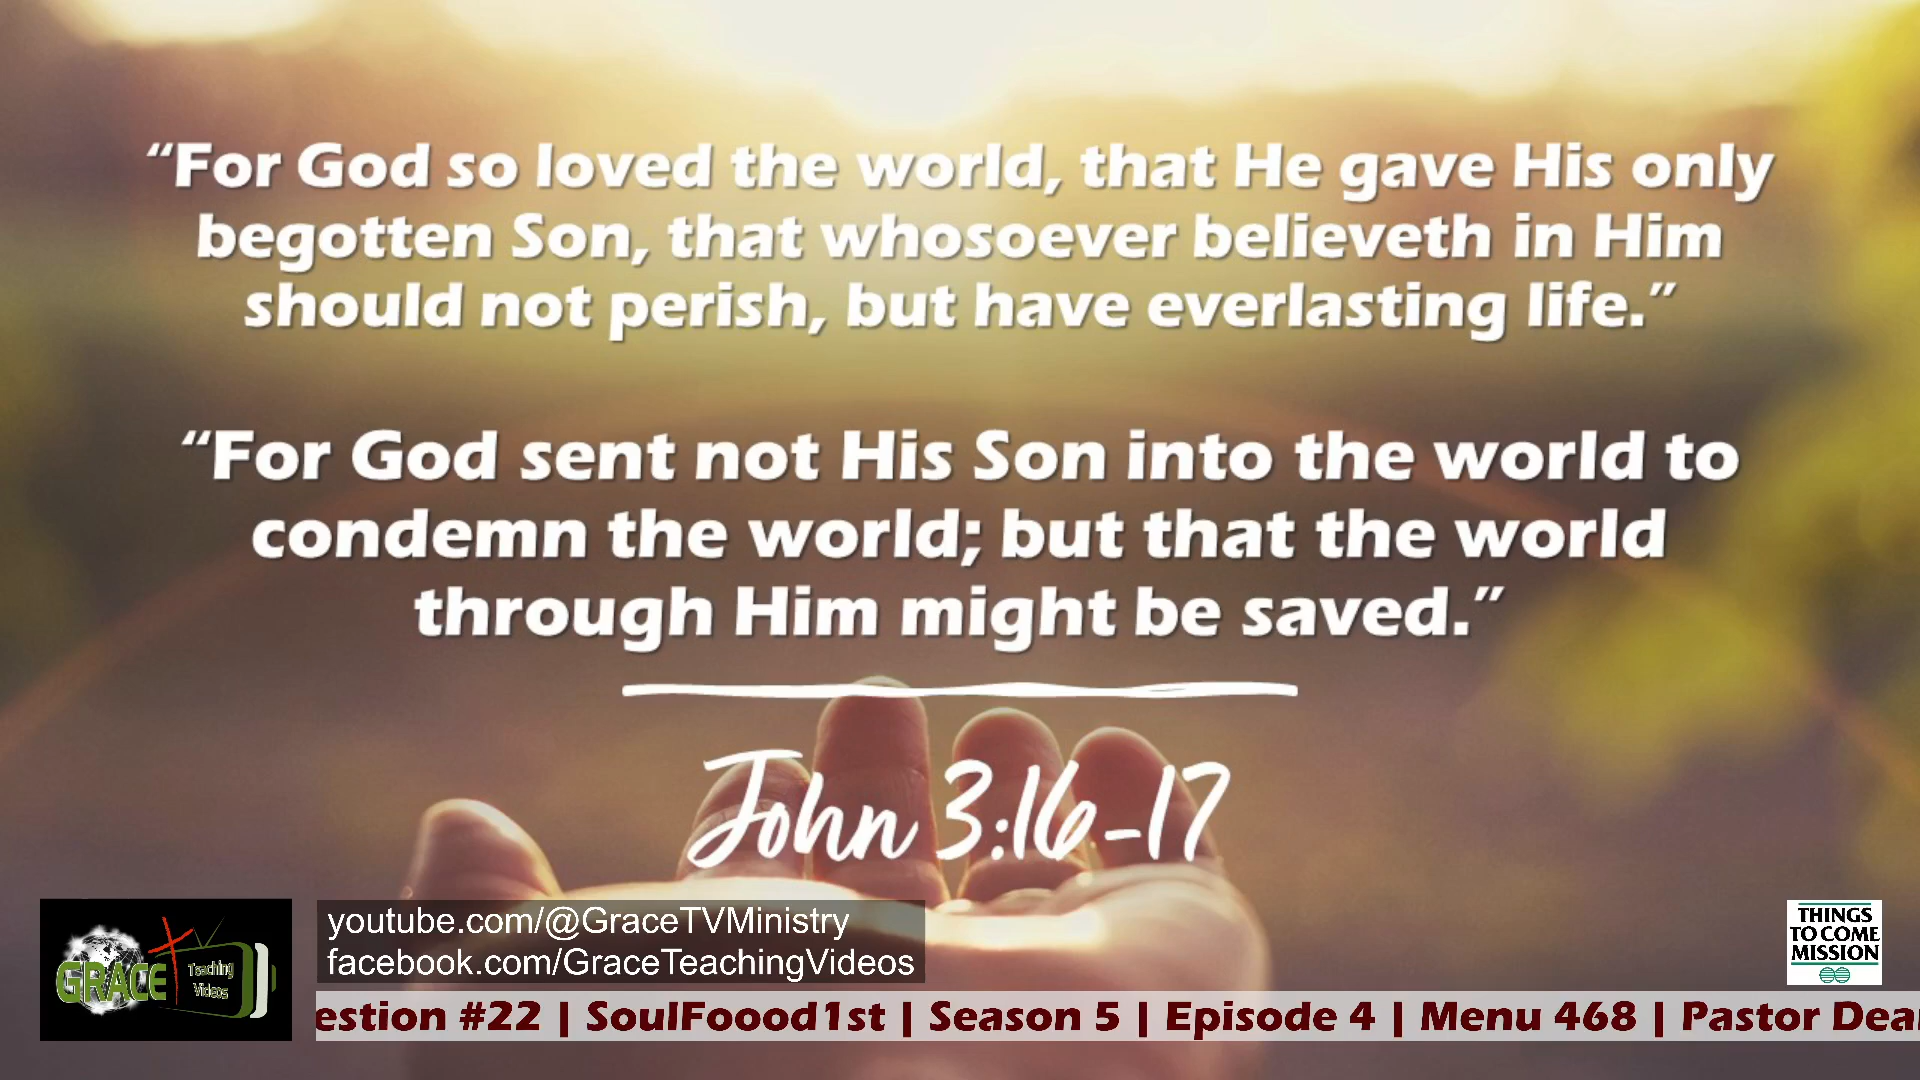 “For God so loved the world, that He gave His only
begotten Son, that whosoever believeth in Him
should not perish, but have everlasting life.”
“For God sent not His Son into the world to
condemn the world; but that the world
through Him might be saved.”
John 3:16-17
GRACE
Teaching
Videos
youtube.com/@GraceTVMinistry
facebook.com/GraceTeachingVideos
THINGS
TO COME
MISSION
estion #22 | SoulFoood1st | Season 5 | Episode 4 | Menu 468 | Pastor Dea